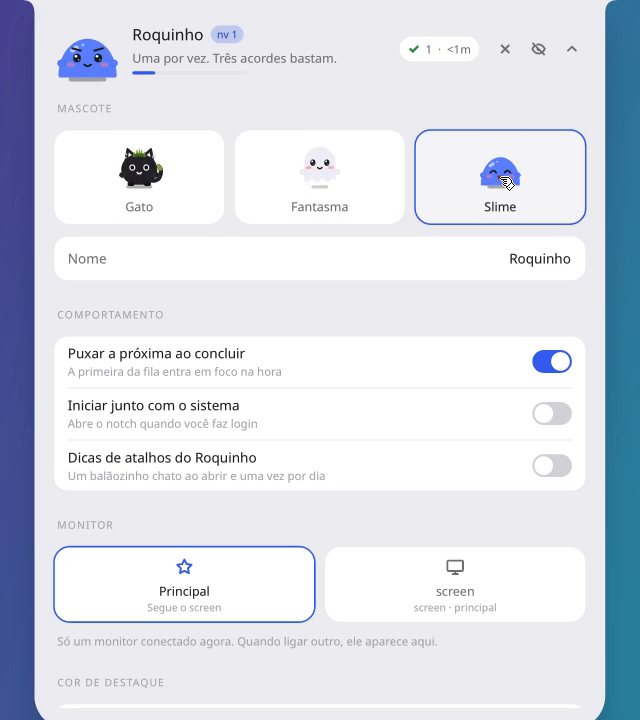 Roquinho nv 1
Uma por vez. Três acordes bastam.
1 · <1m
MASCOTE
Gato
Fantasma
Slime
Nome
Roquinho
COMPORTAMENTO
Puxar a próxima ao concluir
A primeira da fila entra em foco na hora
Iniciar junto com o sistema
Abre o notch quando você faz login
Dicas de atalhos do Roquinho
Um balãozinho chato ao abrir e uma vez por dia
MONITOR
Principal
Segue o screen
screen
screen · principal
Só um monitor conectado agora. Quando ligar outro, ele aparece aqui.
COR DE DESTAQUE